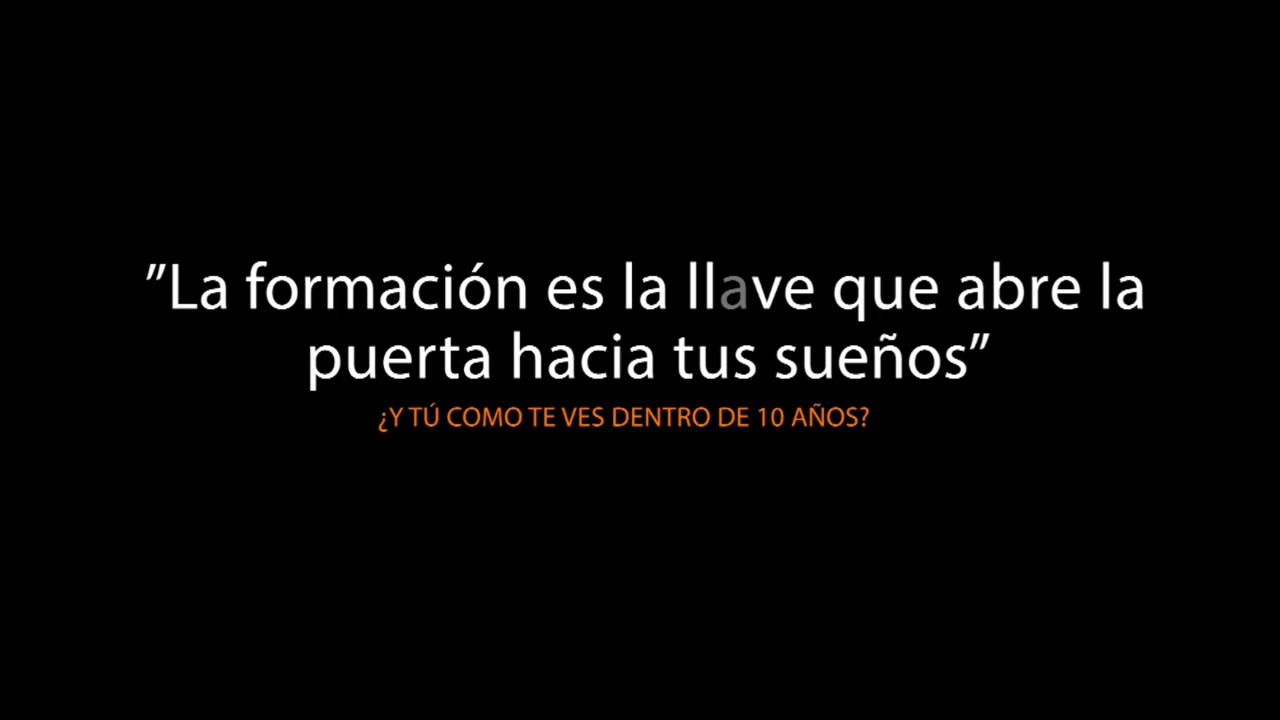 ”La formación es la llave que abre la
puerta hacia tus sueños”
¿Y TÚ COMO TE VES DENTRO DE 10 AÑOS?